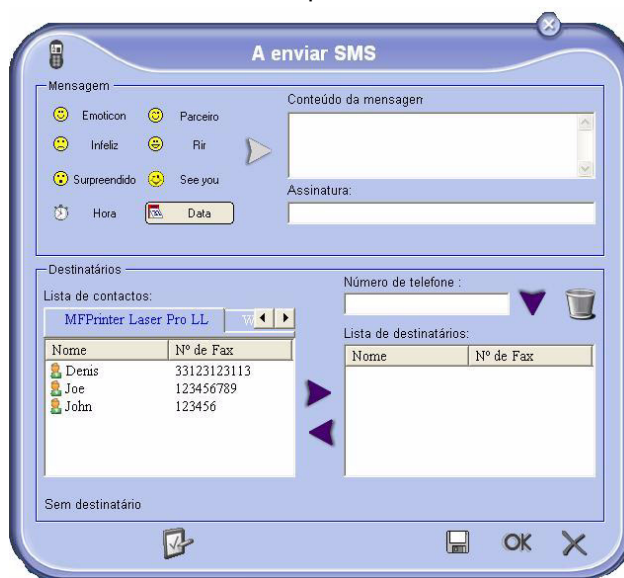 A enviar SMS
Mensagem
Emoticon
Parceiro
Infeliz
Rir
Surpreendido
See you
Hora
Data
Conteúdo da mensagem
Assinatura:
Destinatários
Lista de contactos:
MFPrinter Laser Pro LL
Nome Nº de Fax
Denis 33123123113
Joe 123456789
John 123456
Número de telefone :
Lista de destinatários:
Nome Nº de Fax
Sem destinatário
OK